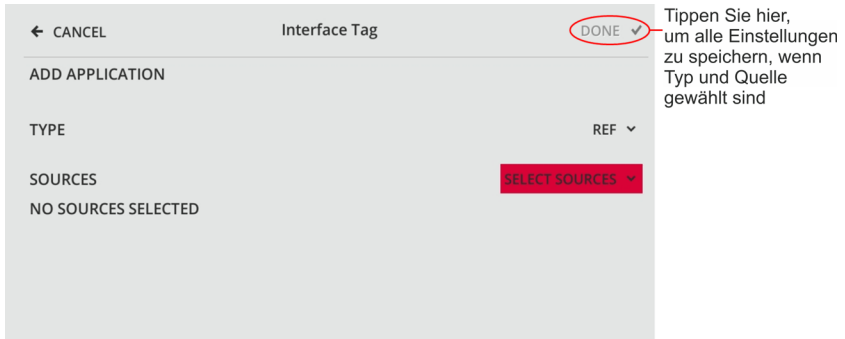 CANCEL
Interface Tag
DONE
Tippen Sie hier,
um alle Einstellungen
zu speichern, wenn
Typ und Quelle
gewählt sind
ADD APPLICATION
TYPE
REF
SOURCES
SELECT SOURCES
NO SOURCES SELECTED